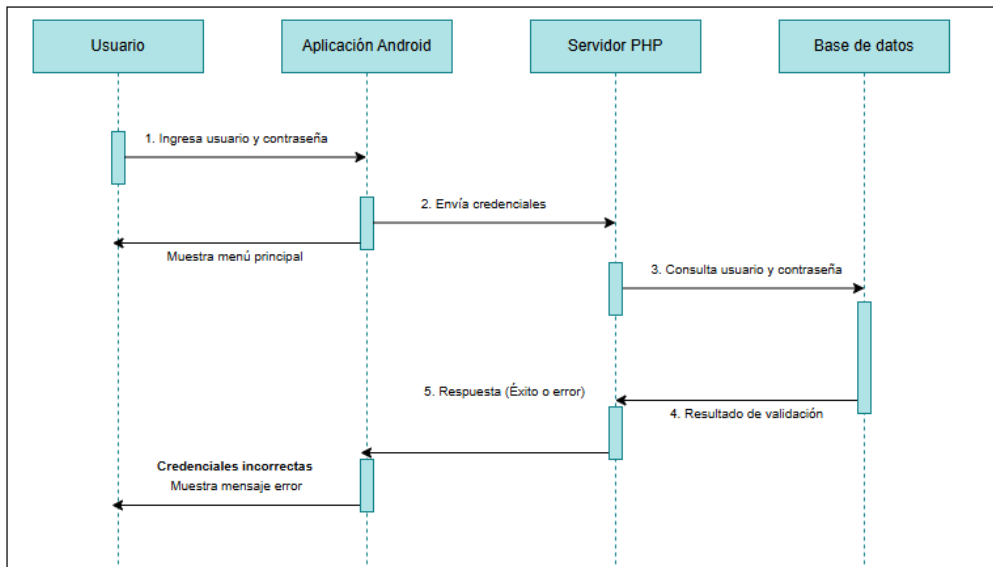 Usuario
Aplicación Android
Servidor PHP
Base de datos
1. Ingresa usuario y contraseña
2. Envía credenciales
Muestra menú principal
3. Consulta usuario y contraseña
5. Respuesta (Éxito o error)
4. Resultado de validación
Credenciales incorrectas
Muestra mensaje error